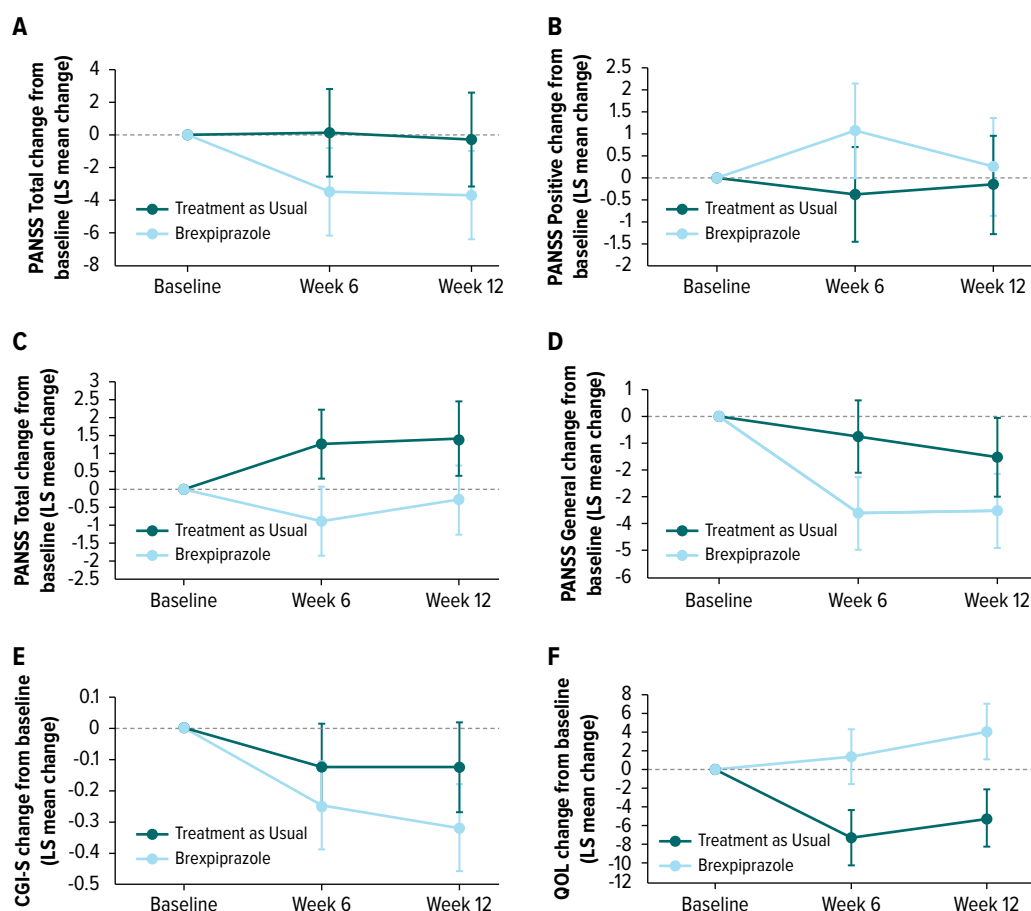 A
PANSS Total change from
baseline (LS mean change)
4
2
0
-2
-4
-6
-8
Treatment as Usual
Brexpiprazole
Baseline
Week 6
Week 12
B
PANSS Positive change from
baseline (LS mean change)
2.5
2
1.5
1
0.5
0
-0.5
-1
-1.5
-2
Treatment as Usual
Brexpiprazole
Baseline
Week 6
Week 12
C
PANSS Total change from
baseline (LS mean change)
3
2.5
2
1.5
1
0.5
0
-0.5
-1
-1.5
-2
-2.5
Treatment as Usual
Brexpiprazole
Baseline
Week 6
Week 12
D
PANSS General change from
baseline (LS mean change)
1
0
-1
-2
-2
-4
-5
-6
Treatment as Usual
Brexpiprazole
Baseline
Week 6
Week 12
E
CGI-S change from baseline
(LS mean change)
0.1
0
-0.1
-0.2
-0.3
-0.4
-0.5
Treatment as Usual
Brexpiprazole
Baseline
Week 6
Week 12
F
QOL change from baseline
(LS mean change)
8
6
4
2
0
-2
-4
-6
-8
-10
-12
Treatment as Usual
Brexpiprazole
Baseline
Week 6
Week 12